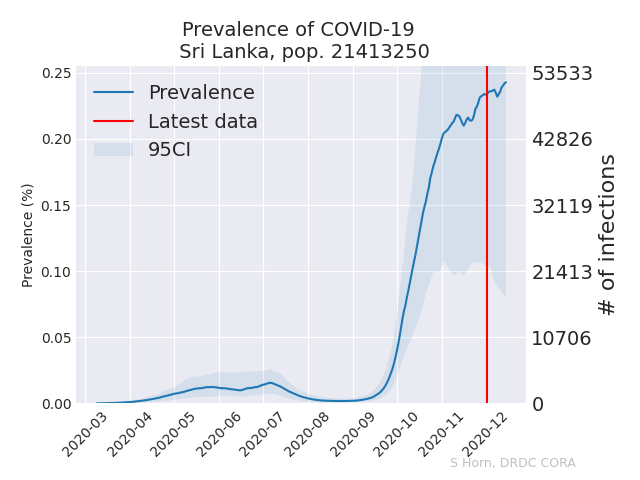 Prevalence of COVID-19
Sri Lanka, pop. 21413250
Prevalence
Latest data
95CI
Prevalence (%)
0.25
0.20
0.15
0.10
0.05
0.00
53533
42826
32119
21413
10706
0
# of infections
2020-03
2020-04
2020-05
2020-06
2020-07
2020-08
2020-09
2020-10
2020-11
2020-12
S Horn, DRDC CORA